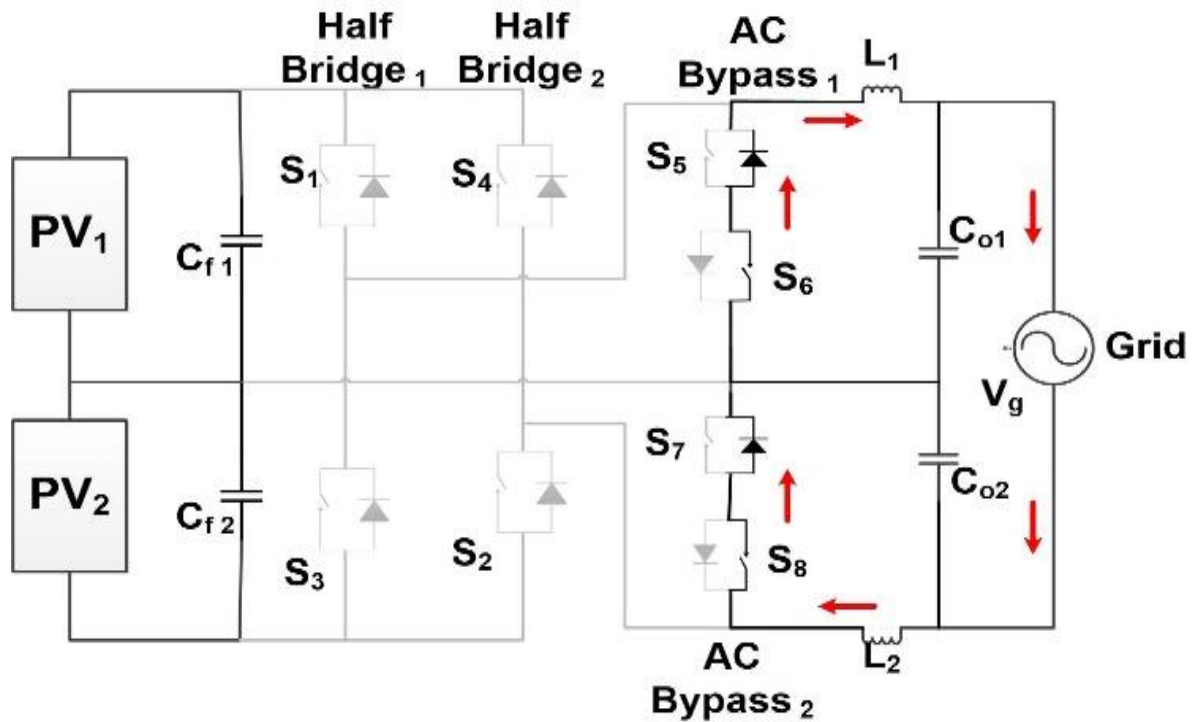 Half
Bridge 1
Half
Bridge 2
AC
Bypass 1
L1
S1
S4
S5
PV1
Cf 1
S6
Co1
Grid
Vg
S7
PV2
Cf 2
Co2
S3
S2
S8
L2
AC
Bypass 2